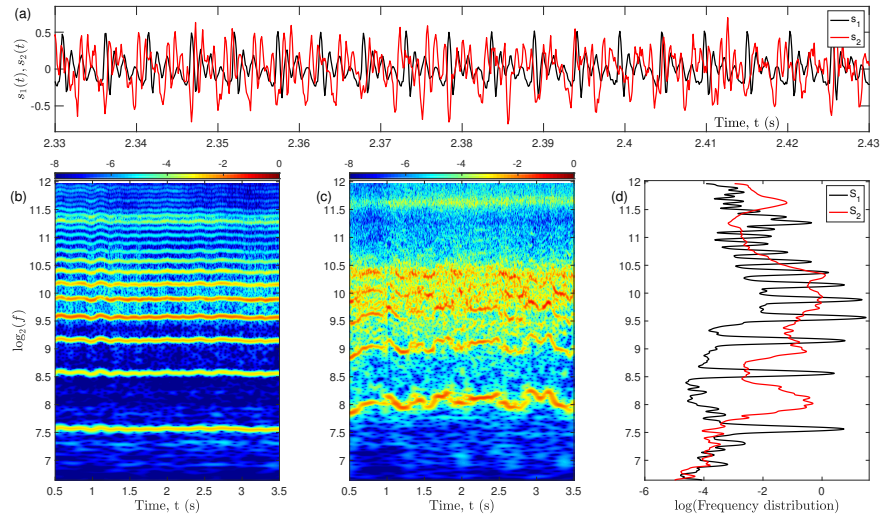 (a)
s₁(t), s₂(t)
0.5
0
-0.5
s₁
s₂
Time, t (s)
2.33 2.34 2.35 2.36 2.37 2.38 2.39 2.4 2.41 2.42 2.43
-8 -6 -4 -2 0
-8 -6 -4 -2 0
(b)
log₂(f)
12
11.5
11
10.5
10
9.5
9
8.5
8
7.5
7
0.5 1 1.5 2 2.5 3 3.5
Time, t (s)
(c)
12
11.5
11
10.5
10
9.5
9
8.5
8
7.5
7
0.5 1 1.5 2 2.5 3 3.5
Time, t (s)
(d)
12
11.5
11
10.5
10
9.5
9
8.5
8
7.5
7
S₁
S₂
-6 -4 -2 0
log(Frequency distribution)